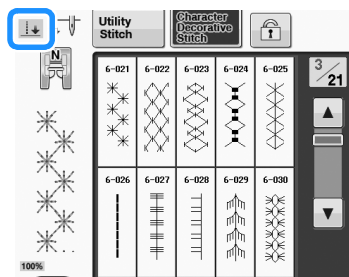 Utility
Stitch
Character
Decorative
Stitch
N
6-021 6-022 6-023 6-024 6-025
3/21
6-026 6-027 6-028 6-029 6-030
100%